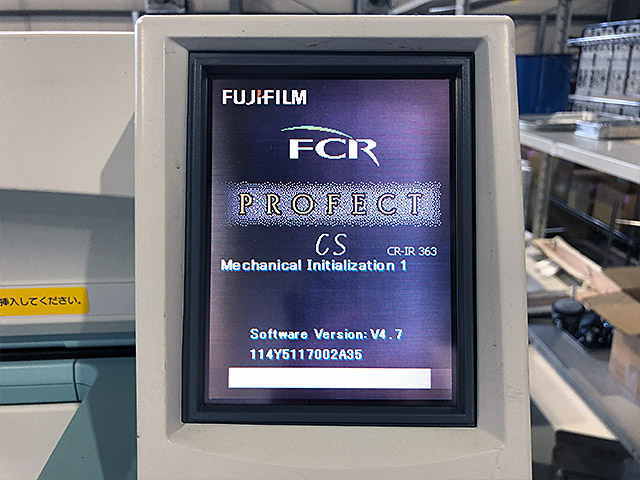 FUJIFILM
FCR
PROFECT
CS
CR-IR 363
Mechanical Initialization 1
挿入してください。
Software Version: V4.7
114Y5117002A35